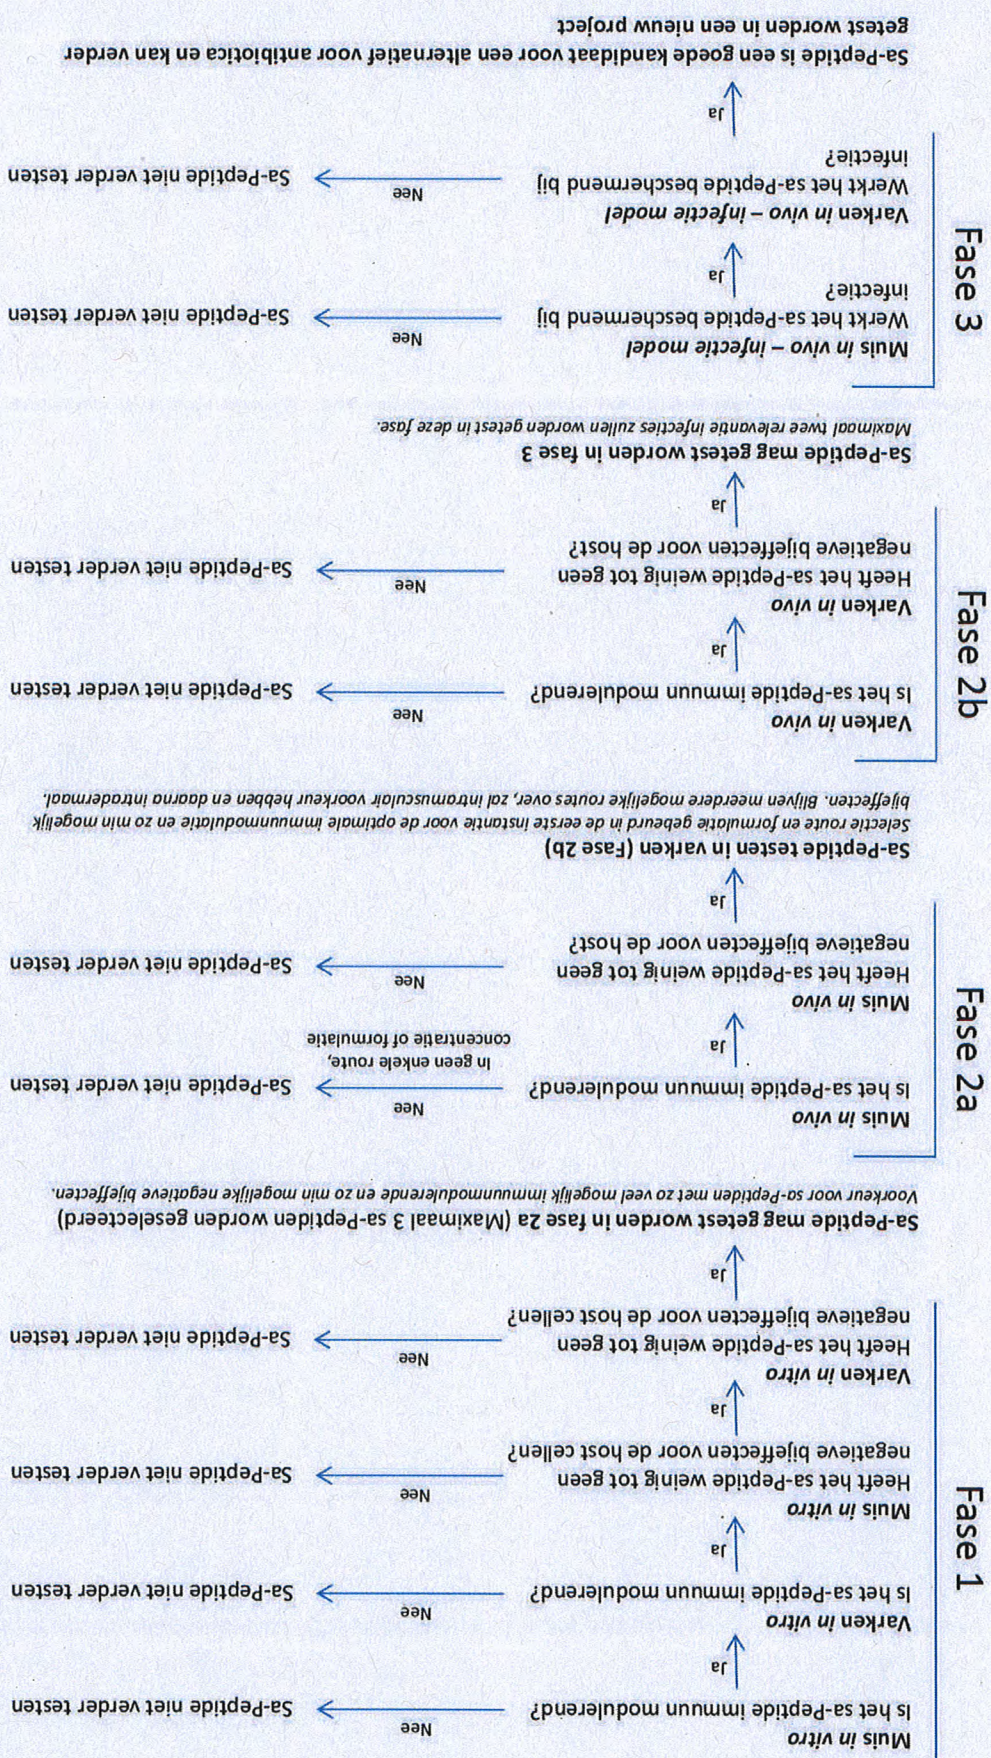 Fase 1
Muis in vitro
Is het sa-Peptide immuun modulerend?
Nee
Sa-Peptide niet verder testen
Ja
Varken in vitro
Is het sa-Peptide immuun modulerend?
Nee
Sa-Peptide niet verder testen
Ja
Muis in vitro
Heeft het sa-Peptide weinig tot geen
negatieve bijeffecten voor de host cellen?
Nee
Sa-Peptide niet verder testen
Ja
Varken in vitro
Heeft het sa-Peptide weinig tot geen
negatieve bijeffecten voor de host cellen?
Nee
Sa-Peptide niet verder testen
Ja
Sa-Peptide mag getest worden in fase 2a (Maximaal 3 sa-Peptiden worden geselecteerd)
Voorkeur voor sa-Peptiden met zo veel mogelijk immuunmodulerende en zo min mogelijke negatieve bijeffecten.
Fase 2a
Muis in vivo
Is het sa-Peptide immuun modulerend?
Nee
In geen enkele route,
concentratie of formulatie
Sa-Peptide niet verder testen
Ja
Muis in vivo
Heeft het sa-Peptide weinig tot geen
negatieve bijeffecten voor de host?
Nee
Sa-Peptide niet verder testen
Ja
Sa-Peptide testen in varken (Fase 2b)
Selectie route en formulatie gebeurd in de eerste instantie voor de optimale immuunmodulatie en zo min mogelijk
bijeffecten. Blijven meerdere mogelijke routes over, zal intramusculair voorkeur hebben en daarna intradermaal.
Fase 2b
Varken in vivo
Is het sa-Peptide immuun modulerend?
Nee
Sa-Peptide niet verder testen
Ja
Varken in vivo
Heeft het sa-Peptide weinig tot geen
negatieve bijeffecten voor de host?
Nee
Sa-Peptide niet verder testen
Ja
Sa-Peptide mag getest worden in fase 3
Maximaal twee relevantie infecties zullen worden getest in deze fase.
Fase 3
Muis in vivo – infectie model
Werkt het sa-Peptide beschermend bij
infectie?
Nee
Sa-Peptide niet verder testen
Ja
Varken in vivo – infectie model
Werkt het sa-Peptide beschermend bij
infectie?
Nee
Sa-Peptide niet verder testen
Ja
Sa-Peptide is een goede kandidaat voor een alternatief voor antibiotica en kan verder
getest worden in een nieuw project